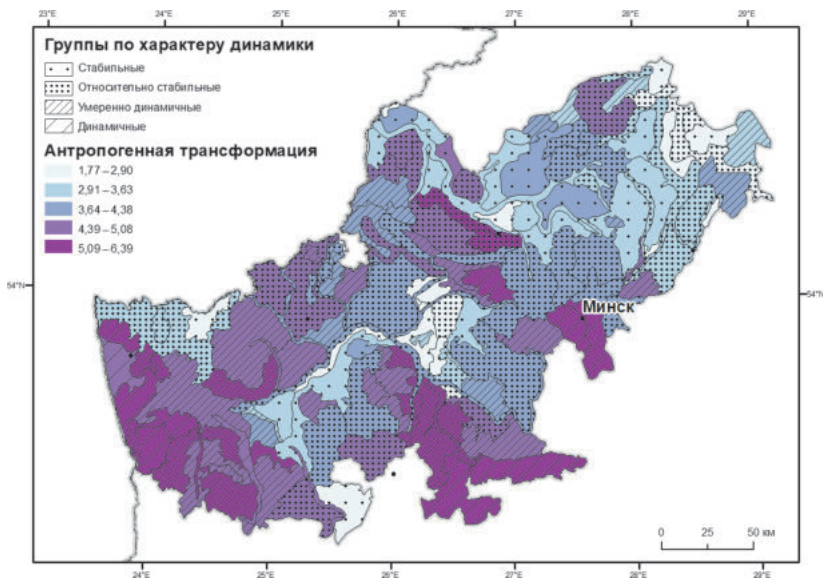 23°E 24°E 25°E 26°E 27°E 28°E 29°E
Группы по характеру динамики
Стабильные
Относительно стабильные
Умеренно динамичные
Динамичные
Антропогенная трансформация
1,77–2,90
2,91–3,63
3,64–4,38
4,39–5,08
5,09–6,39
54°N 54°N
Минск
0 25 50 км
24°E 25°E 26°E 27°E 28°E 29°E